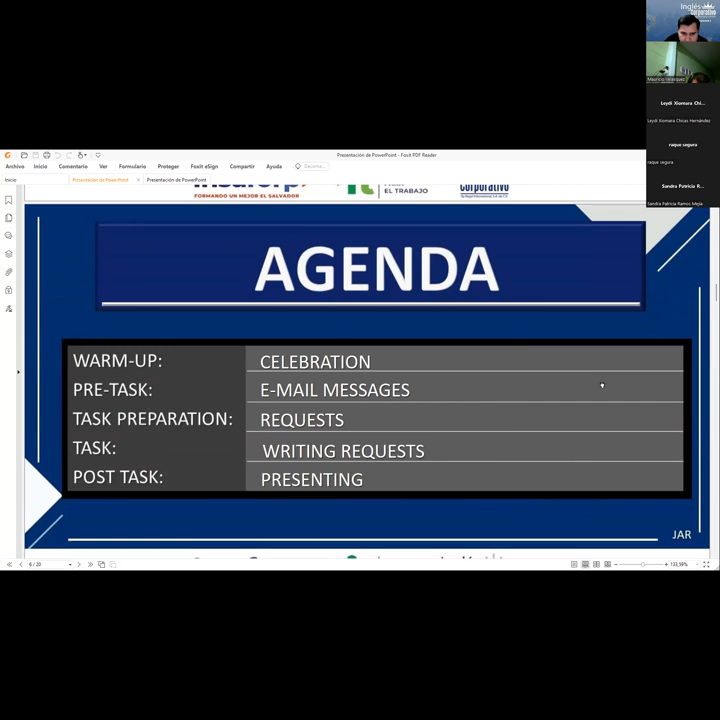 Inglés
corporativo
Mauricio Velasquez
Leydi Xiomara Chi...
Leydi Xiomara Chicas Hernández
raque segura
raque segura
Sandra Patricia R...
Sandra Patricia Ramos Mejia
Presentación de PowerPoint - Foxit PDF Reader
Archivo Inicio Comentario Ver Formulario Proteger Foxit eSign Compartir Ayuda
Inicio Presentación de PowerPoint Presentación de PowerPoint
FORMANDO UN MEJOR EL SALVADOR
EL TRABAJO
corporativo
AGENDA
WARM-UP: CELEBRATION
PRE-TASK: E-MAIL MESSAGES
TASK PREPARATION: REQUESTS
TASK: WRITING REQUESTS
POST TASK: PRESENTING
JAR
6 / 20
133,59%